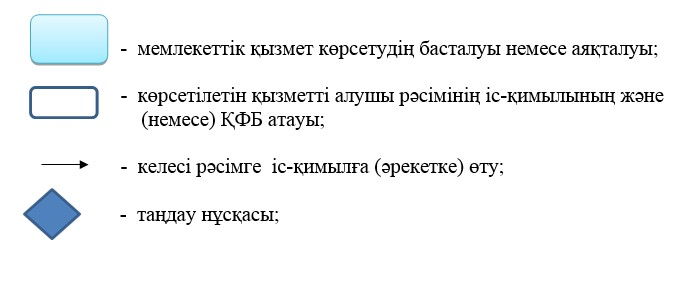 - мемлекеттік қызмет көрсетудің басталуы немесе аяқталуы;
- көрсетілетін қызметті алушы рәсімінің іс-қимылының және
(немесе) ҚФБ атауы;
- келесі рәсімге іс-қимылға (әрекетке) өту;
- таңдау нұсқасы;